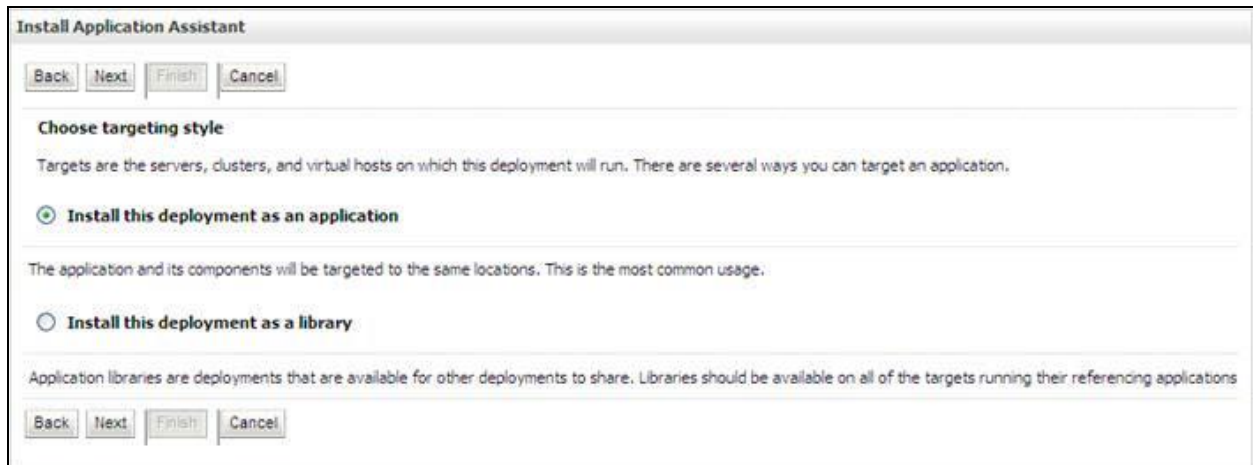 Install Application Assistant
Back Next Finish Cancel
Choose targeting style
Targets are the servers, clusters, and virtual hosts on which this deployment will run. There are several ways you can target an application.
Install this deployment as an application
The application and its components will be targeted to the same locations. This is the most common usage.
Install this deployment as a library
Application libraries are deployments that are available for other deployments to share. Libraries should be available on all of the targets running their referencing applications
Back Next Finish Cancel